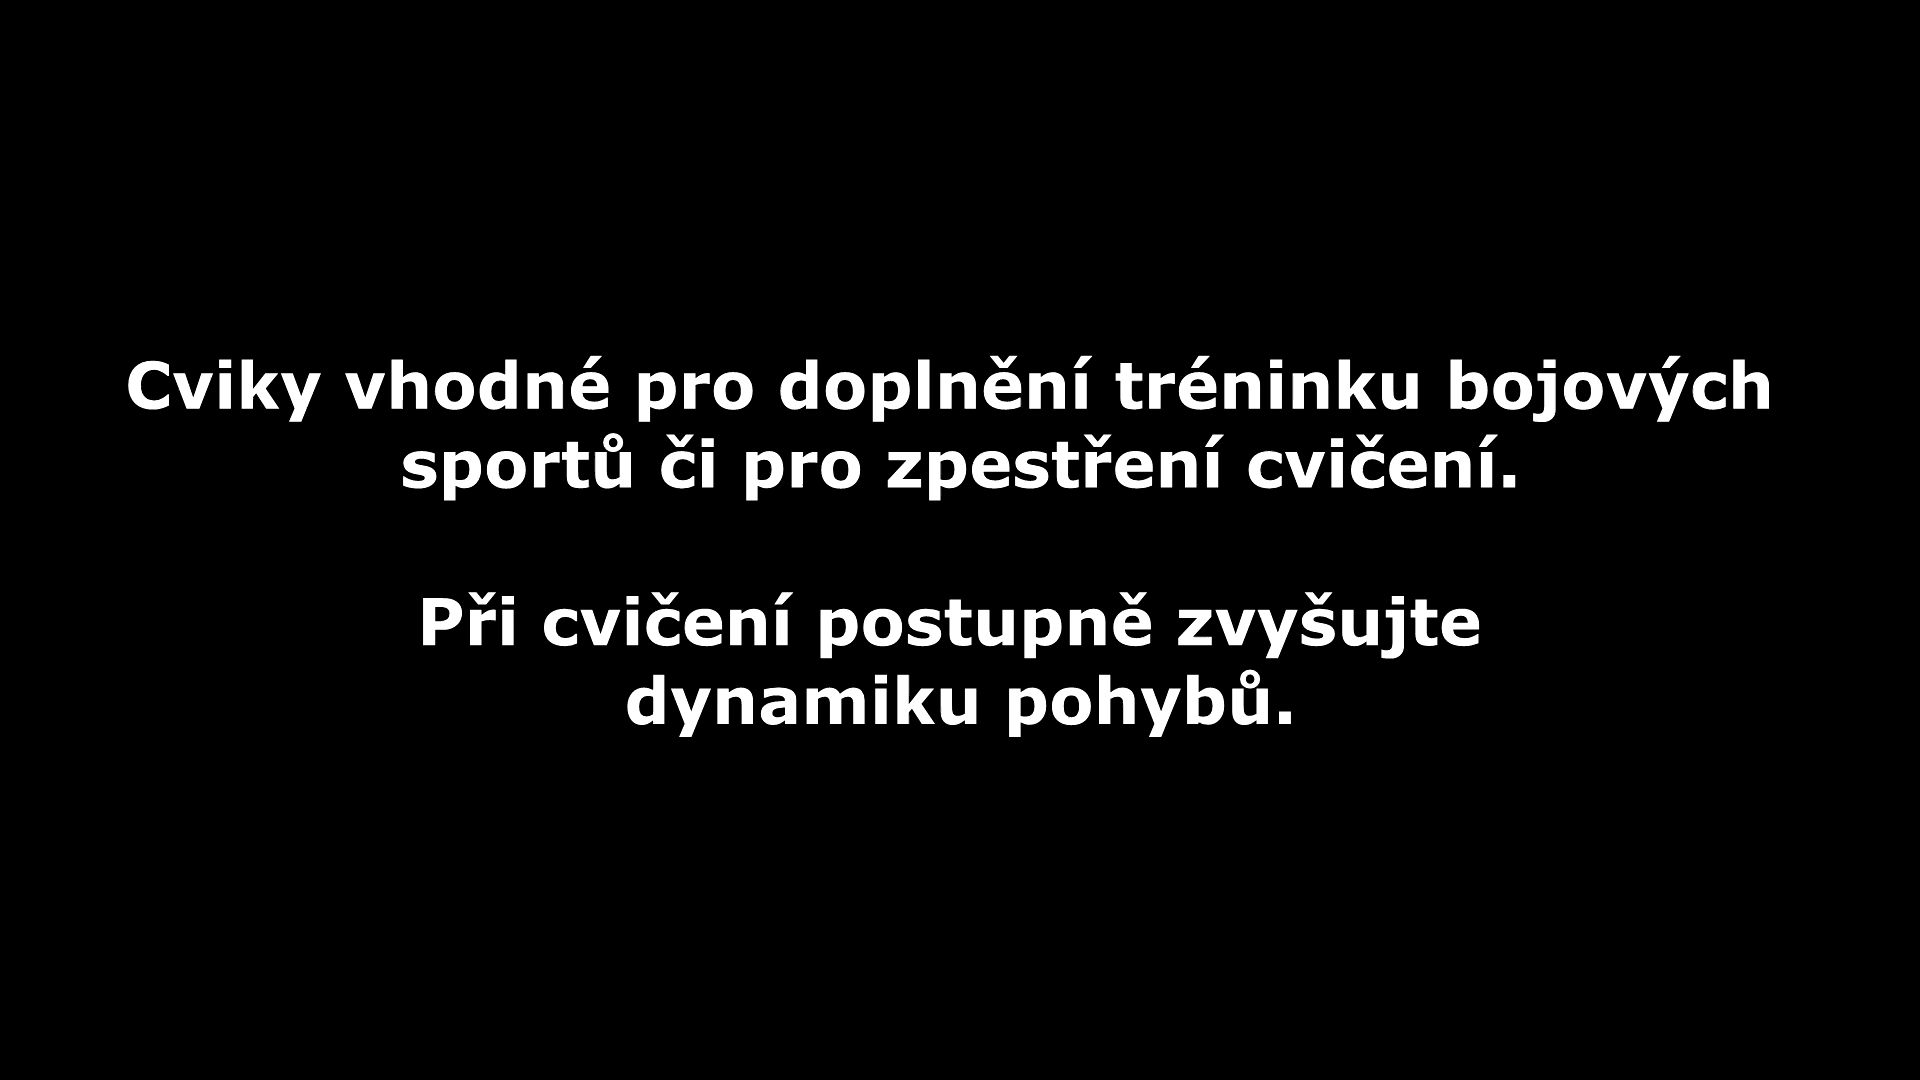 Cviky vhodné pro doplnění tréninku bojových
sportů či pro zpestření cvičení.
Při cvičení postupně zvyšujte
dynamiku pohybů.